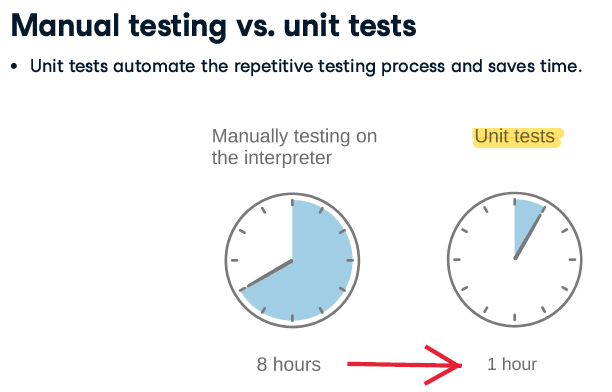 Manual testing vs. unit tests
• Unit tests automate the repetitive testing process and saves time.
Manually testing on
the interpreter
Unit tests
8 hours
1 hour